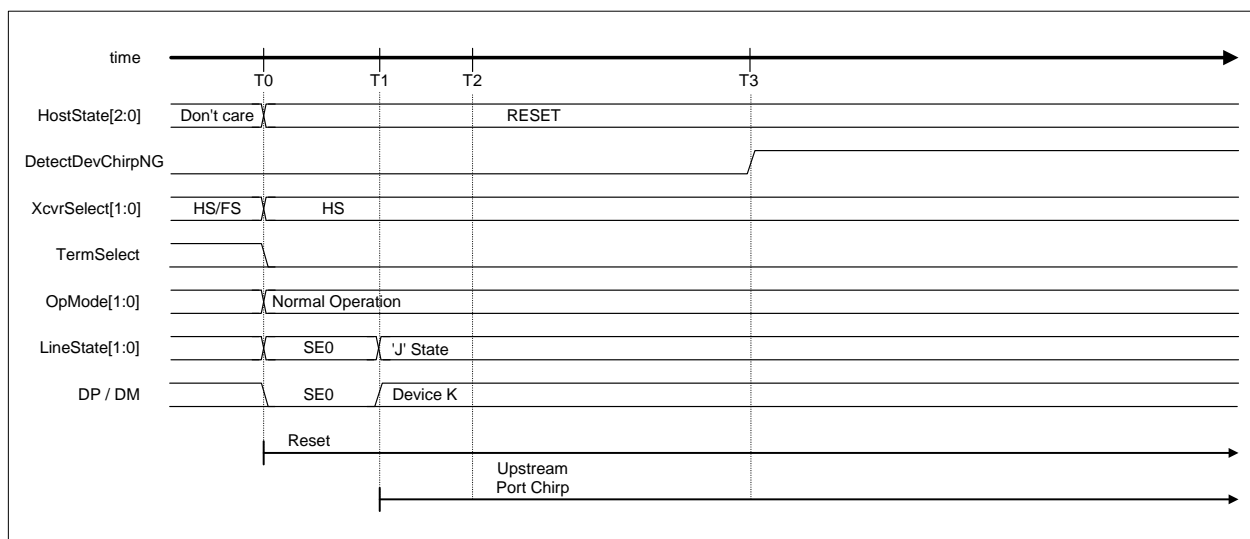 time
T0 T1 T2 T3
HostState[2:0] Don't care RESET
DetectDevChirpNG
XcvrSelect[1:0] HS/FS HS
TermSelect
OpMode[1:0] Normal Operation
LineState[1:0] SE0 'J' State
DP / DM SE0 Device K
Reset
Upstream
Port Chirp